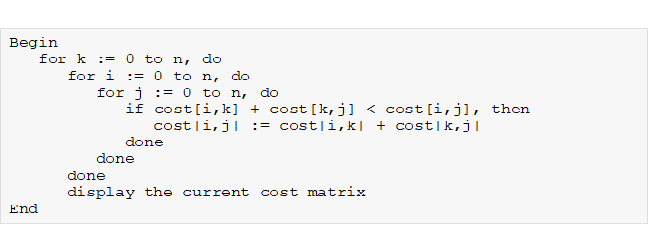 Begin
   for k := 0 to n, do
      for i := 0 to n, do
         for j := 0 to n, do
            if cost[i,k] + cost[k,j] < cost[i,j], then
               cost[i,j] := cost[i,k] + cost[k,j]
            done
         done
      done
      display the current cost matrix
End